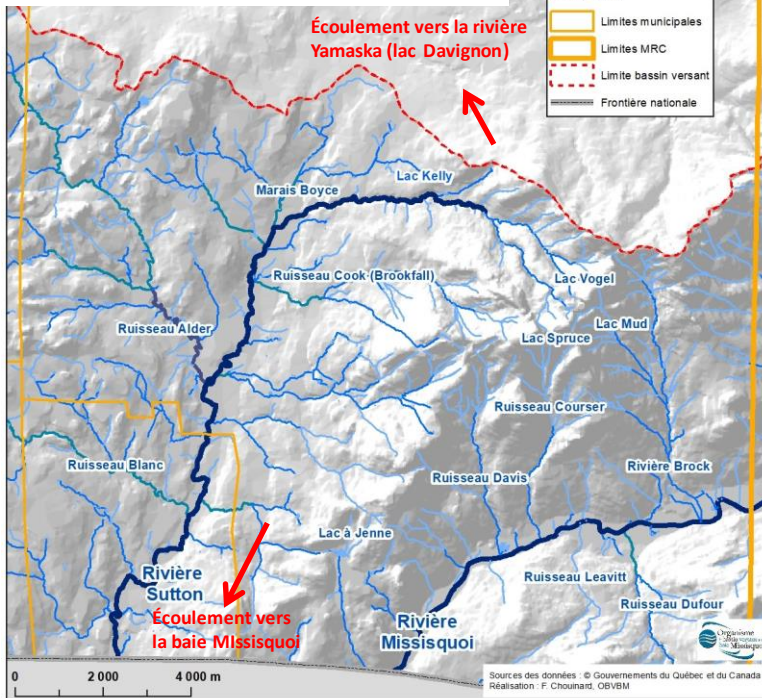 Écoulement vers la rivière
Yamaska (lac Davignon)
Limites municipales
Limites MRC
Limite bassin versant
Frontière nationale
Lac Kelly
Marais Boyce
Ruisseau Cook (Brookfall)
Lac Vogel
Ruisseau Alder
Lac Mud
Lac Spruce
Ruisseau Courser
Ruisseau Blanc
Ruisseau Davis
Rivière Brock
Lac à Jenne
Rivière
Sutton
Ruisseau Leavitt
Ruisseau Dufour
Écoulement vers
la baie MIssisquoi
Rivière
Missisquoi
Organisme
Missisquoi
0 2 000 4 000 m
Sources des données : © Gouvernements du Québec et du Canada
Réalisation : F. Chouinard, OBVBM